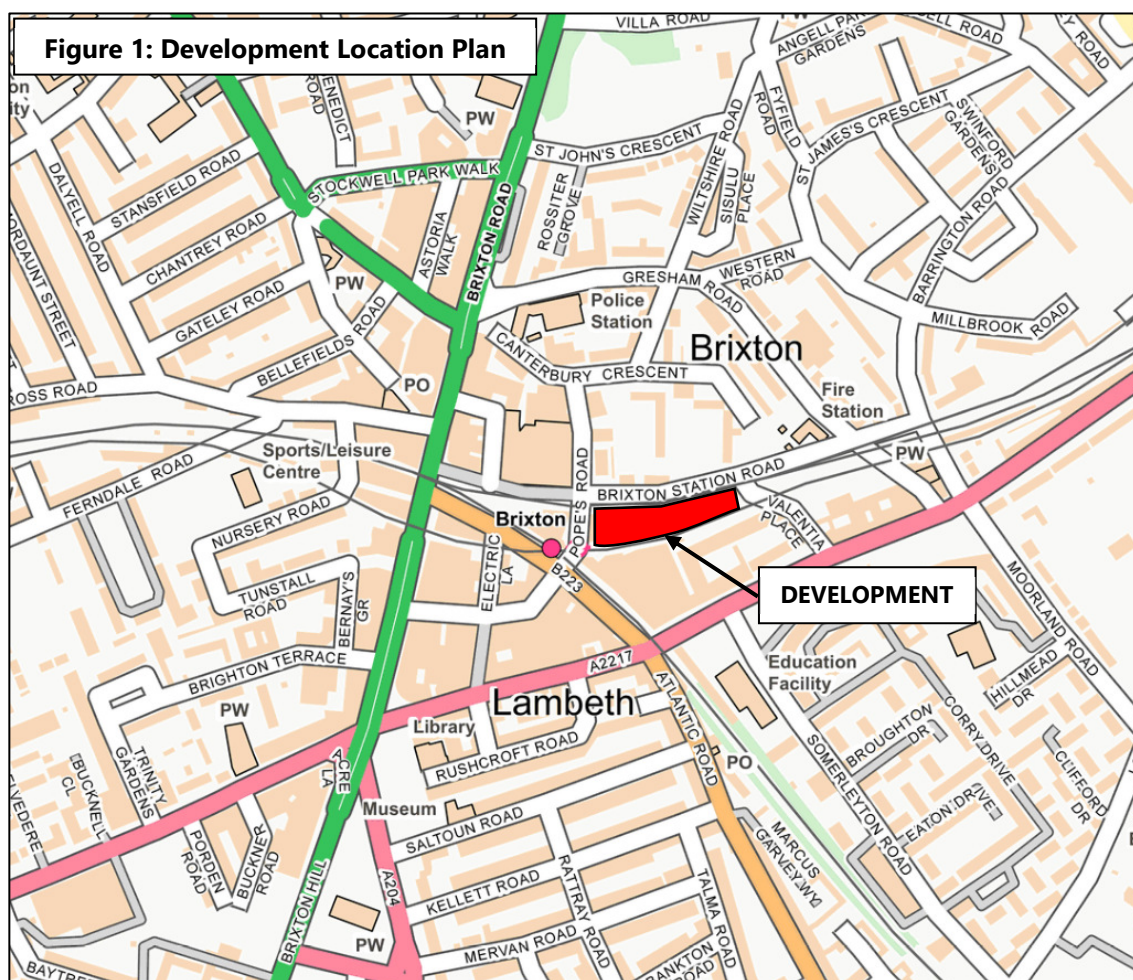 Figure 1: Development Location Plan
VILLA ROAD
PW
ANGELL PARK
GARDENS
FYFIELD
ROAD
ST JAMES'S CRESCENT
SWINFORD
GARDENS
BENEDICT
ROAD
PW
DALYELL ROAD
STANSFIELD ROAD
STOCKWELL PARK WALK
ST JOHN'S CRESCENT
WILTSHIRE ROAD
SISULU
PLACE
ROSSITER
GROVE
BARRINGTON ROAD
CHANTREY ROAD
ASTORIA
WALK
BRIXTON ROAD
GATELEY ROAD
PW
BELLEFIELDS ROAD
GRESHAM ROAD
WESTERN
ROAD
Police
Station
MILLBROOK ROAD
Brixton
CANTERBURY CRESCENT
PO
Fire
Station
Sports/Leisure
Centre
PW
FERNDALE ROAD
POPE'S ROAD
BRIXTON STATION ROAD
VALENTIA
PLACE
NURSERY ROAD
Brixton
ELECTRIC
LA
B223
DEVELOPMENT
MOORLAND ROAD
TUNSTALL
ROAD
BERNAY'S
GR
BRIGHTON TERRACE
A2217
Education
Facility
HILLMEAD
DR
Lambeth
PW
Library
RUSHCROFT ROAD
ATLANTIC ROAD
SOMERLEYTON ROAD
BROUGHTON
DR
CORRY DRIVE
CLIFFORD
DR
TRINITY
GARDENS
BUCKNELL
CL
ACRE
LA
PO
Museum
SALTOUN ROAD
EATON DRIVE
MARCUS
GARVEY WY
PORDEN
ROAD
BUCKNER
ROAD
A204
KELLETT ROAD
RATTRAY
ROAD
TALMA ROAD
BRIXTON HILL
PW
MERVAN ROAD